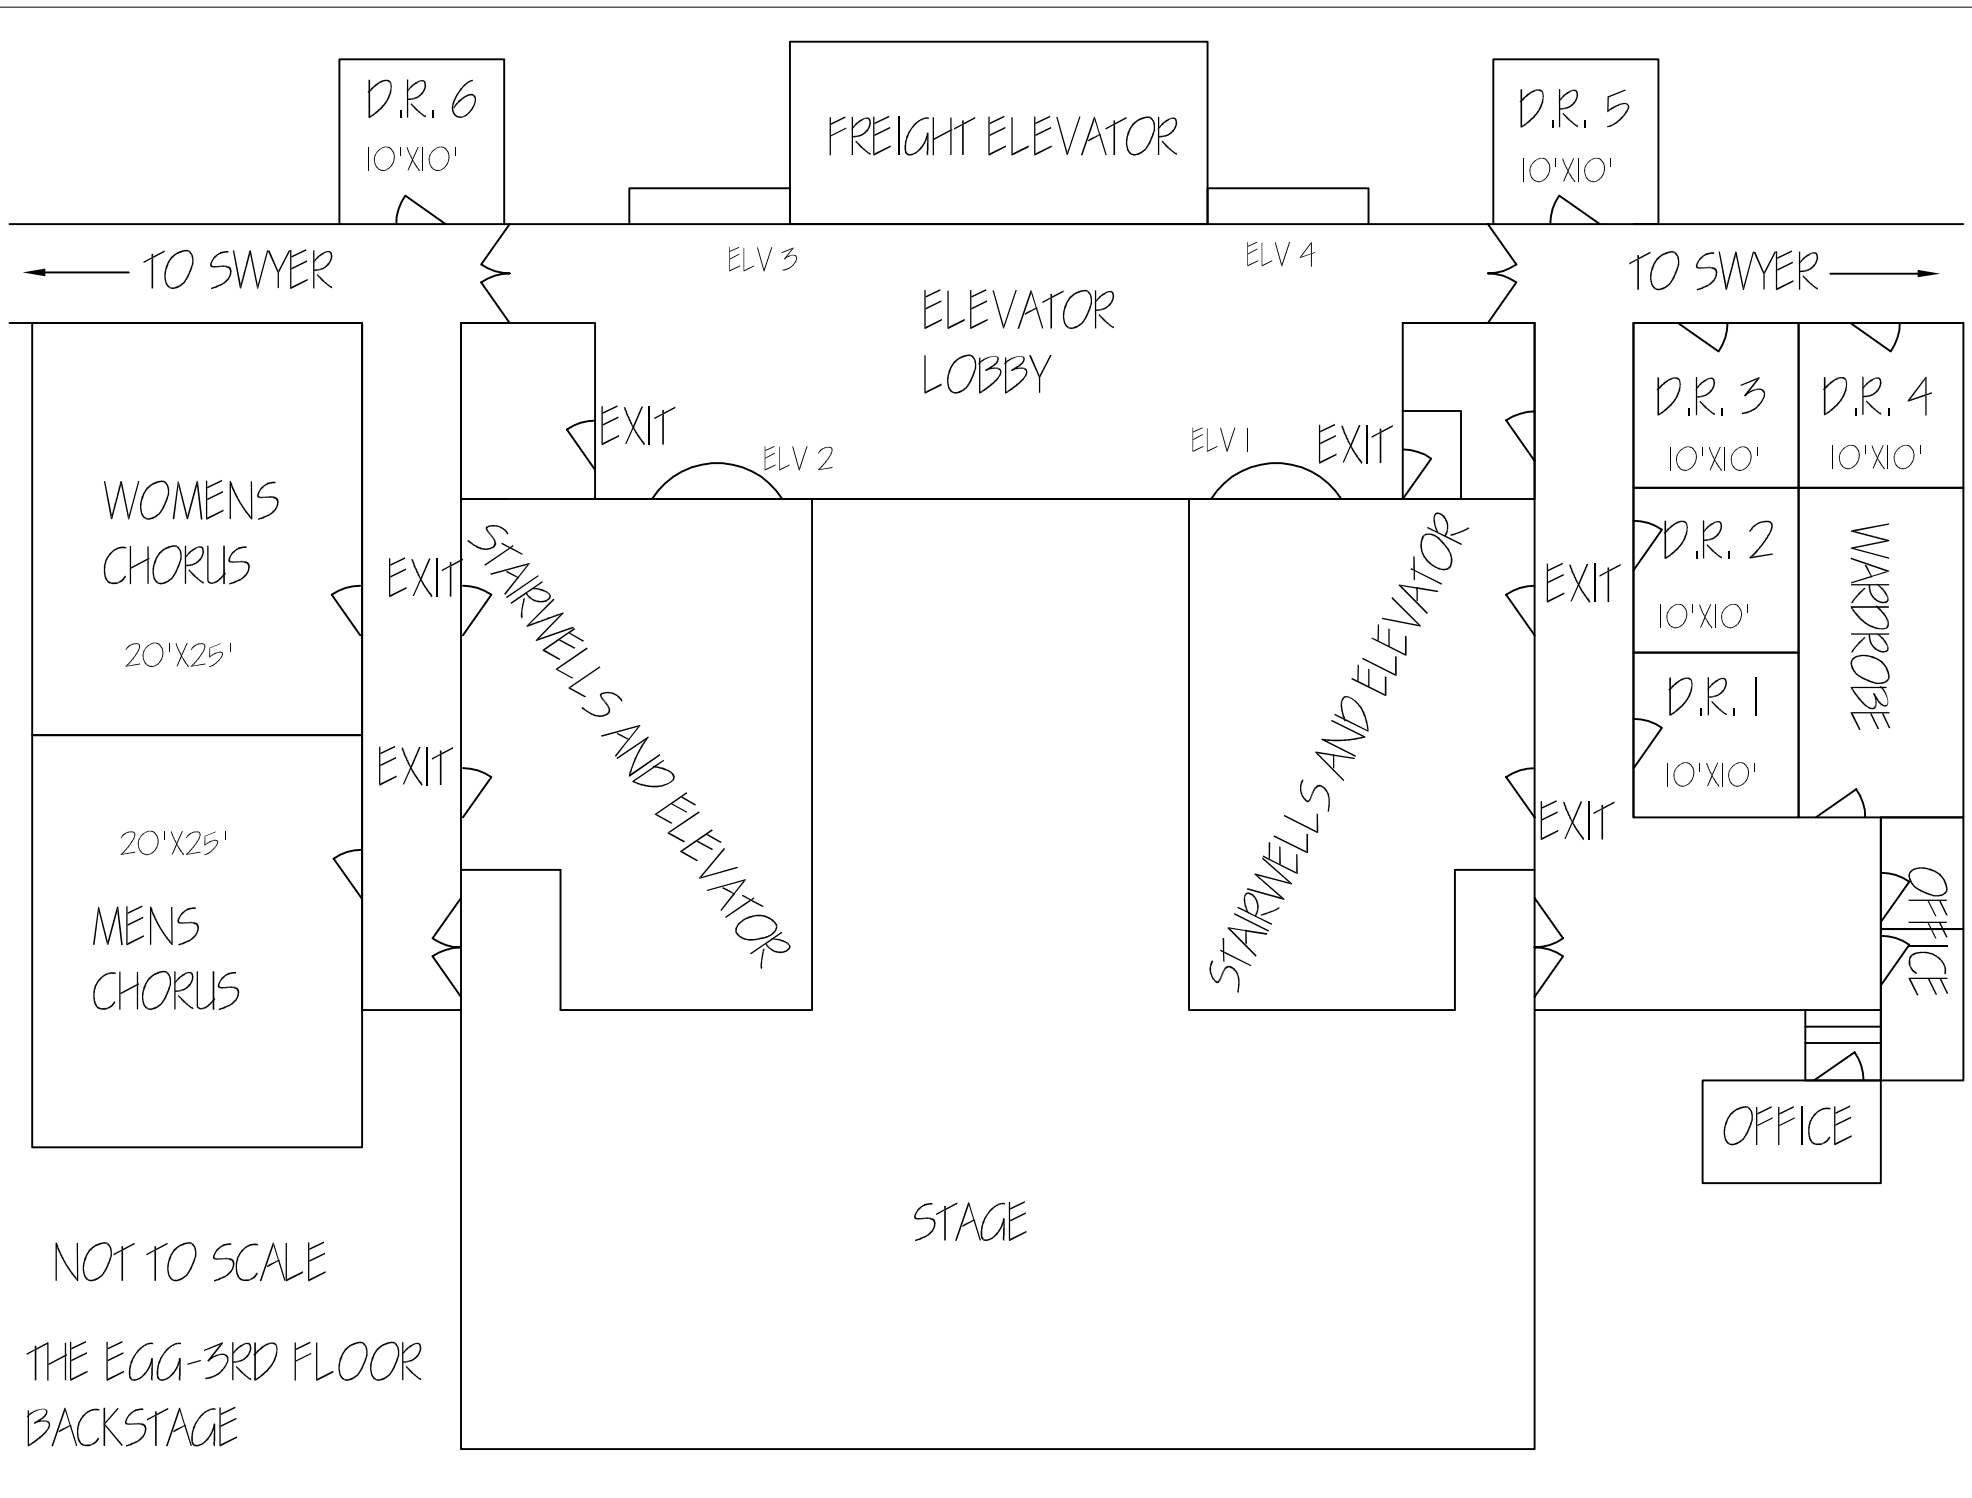 D.R. 6
10'X10'
FREIGHT ELEVATOR
D.R. 5
10'X10'
TO SWYER
ELV 3
ELV 4
TO SWYER
ELEVATOR
LOBBY
EXIT
ELV 2
ELV 1
EXIT
D.R. 3
10'X10'
D.R. 4
10'X10'
WOMENS
CHORUS
20'X25'
EXIT
STAIRWELLS AND ELEVATOR
STAIRWELLS AND ELEVATOR
EXIT
D.R. 2
10'X10'
WARDROBE
D.R. 1
10'X10'
EXIT
EXIT
20'X25'
MENS
CHORUS
OFFICE
OFFICE
STAGE
NOT TO SCALE
THE EGG-3RD FLOOR
BACKSTAGE